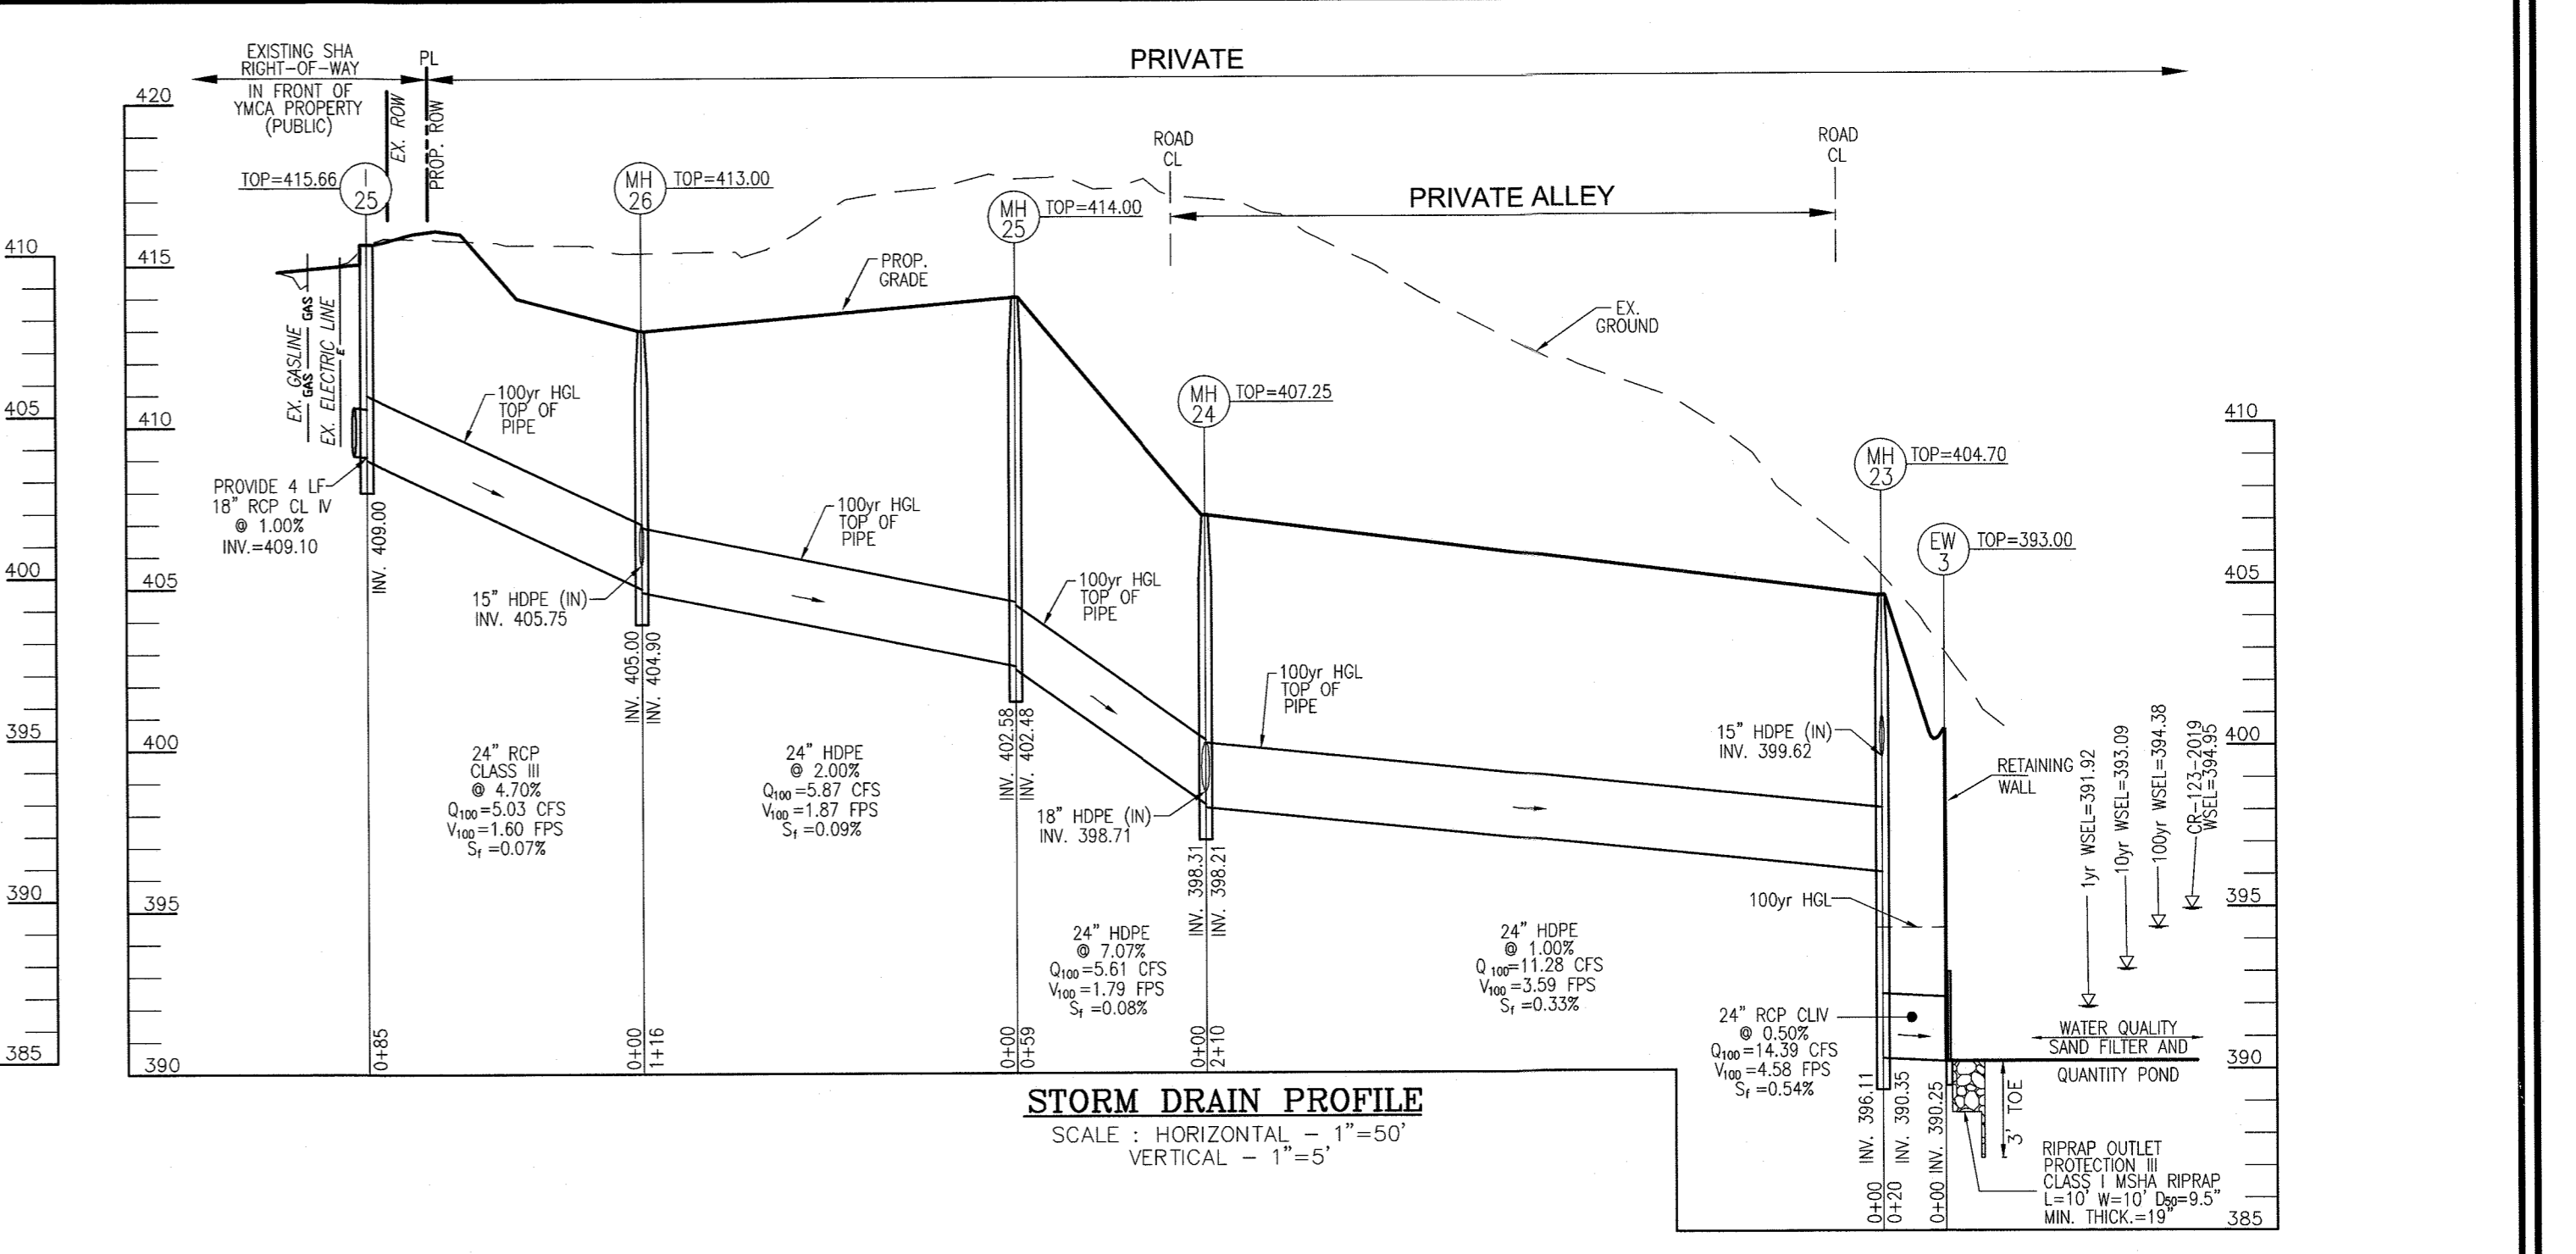 EXISTING SHA
RIGHT-OF-WAY
IN FRONT OF
YMCA PROPERTY
(PUBLIC)
PL
EX. ROW
PROP. ROW
PRIVATE
ROAD
CL
ROAD
CL
PRIVATE ALLEY
410
405
400
395
390
385
420
415
410
405
400
395
390
TOP=415.66
I
25
MH
26
TOP=413.00
MH
25
TOP=414.00
MH
24
TOP=407.25
MH
23
TOP=404.70
EW
3
TOP=393.00
PROP.
GRADE
EX.
GROUND
EX. GASLINE
GAS
GAS
EX. ELECTRIC LINE
E
PROVIDE 4 LF
18" RCP CL IV
@ 1.00%
INV.=409.10
INV. 409.00
100yr HGL
TOP OF
PIPE
15" HDPE (IN)
INV. 405.75
INV. 405.00
INV. 404.90
100yr HGL
TOP OF
PIPE
100yr HGL
TOP OF
PIPE
INV. 402.58
INV. 402.48
18" HDPE (IN)
INV. 398.71
INV. 398.31
INV. 398.21
100yr HGL
TOP OF
PIPE
15" HDPE (IN)
INV. 399.62
RETAINING
WALL
100yr HGL
24" RCP
CLASS III
@ 4.70%
Q100=5.03 CFS
V100=1.60 FPS
Sf=0.07%
24" HDPE
@ 2.00%
Q100=5.87 CFS
V100=1.87 FPS
Sf=0.09%
24" HDPE
@ 7.07%
Q100=5.61 CFS
V100=1.79 FPS
Sf=0.08%
24" HDPE
@ 1.00%
Q100=11.28 CFS
V100=3.59 FPS
Sf=0.33%
24" RCP CLIV
@ 0.50%
Q100=14.39 CFS
V100=4.58 FPS
Sf=0.54%
1yr WSEL=391.92
10yr WSEL=393.09
100yr WSEL=394.38
CR-123-2019
WSEL=394.95
410
405
400
395
390
385
WATER QUALITY
SAND FILTER AND
QUANTITY POND
3' TOE
RIPRAP OUTLET
PROTECTION III
CLASS I MSHA RIPRAP
L=10' W=10' D50=9.5"
MIN. THICK.=19"
INV. 396.11
INV. 390.35
INV. 390.25
0+85
0+00
1+16
0+00
0+59
0+00
2+10
0+00
0+20
0+00
STORM DRAIN PROFILE
SCALE : HORIZONTAL - 1"=50'
VERTICAL - 1"=5'